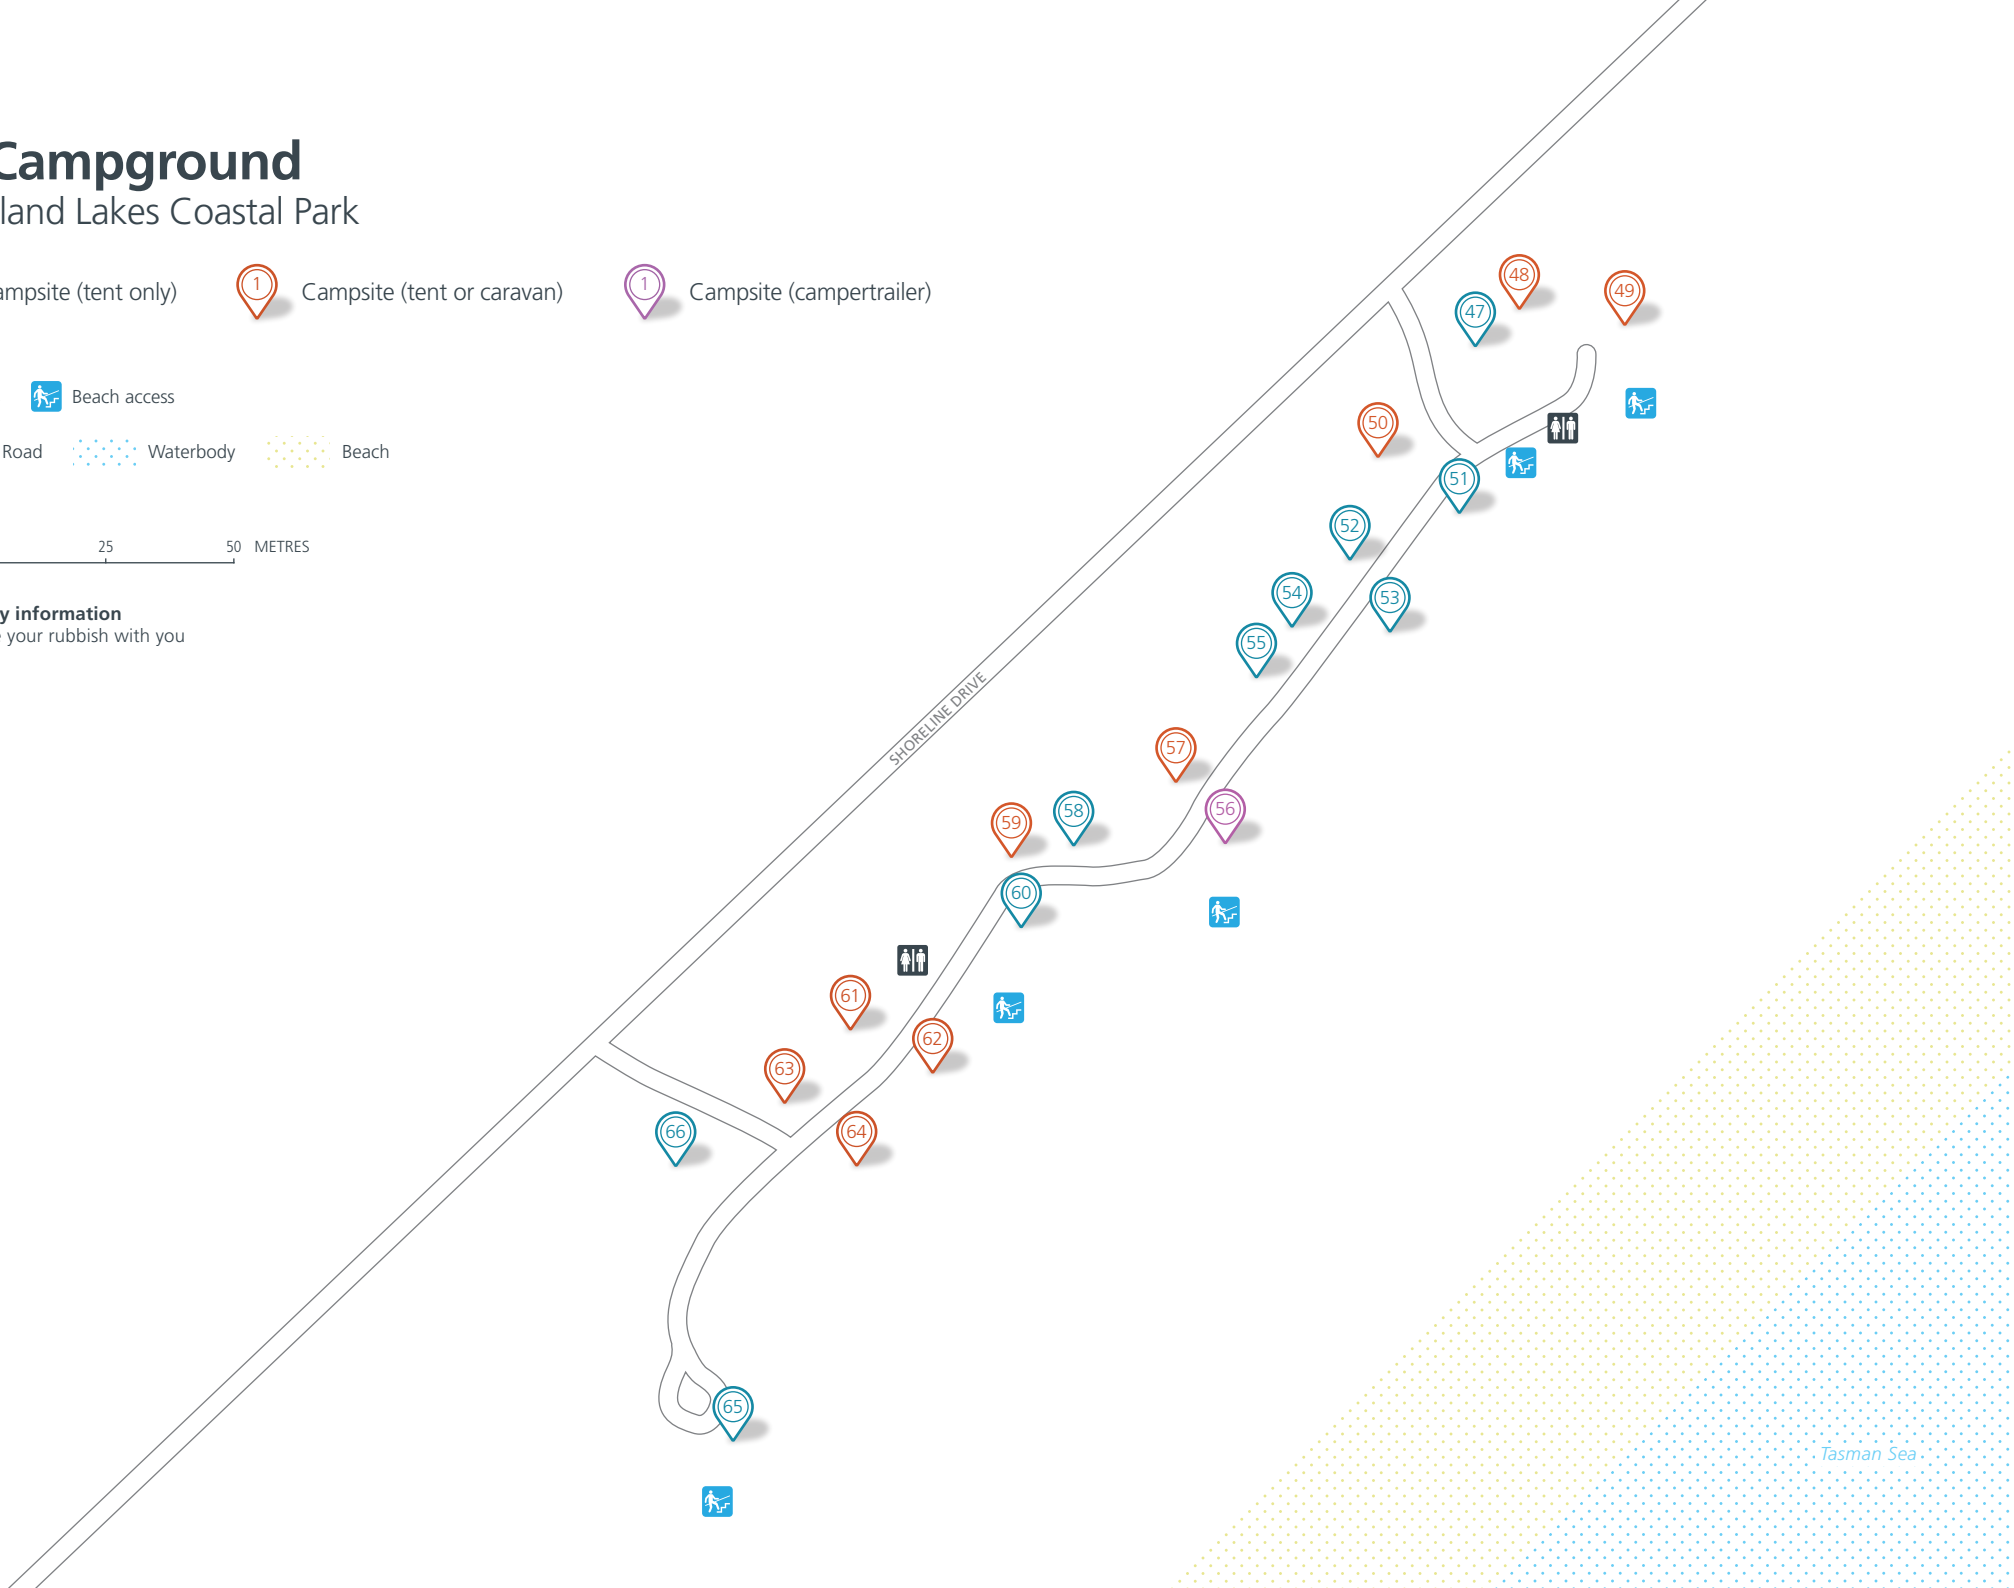 Campground
land Lakes Coastal Park
ampsite (tent only)
1
Campsite (tent or caravan)
1
Campsite (campertrailer)
Beach access
Road
Waterbody
Beach
25
50 METRES
y information
e your rubbish with you
SHORELINE DRIVE
48
49
47
50
51
52
54
53
55
57
56
58
59
60
61
62
63
64
66
65
Tasman Sea